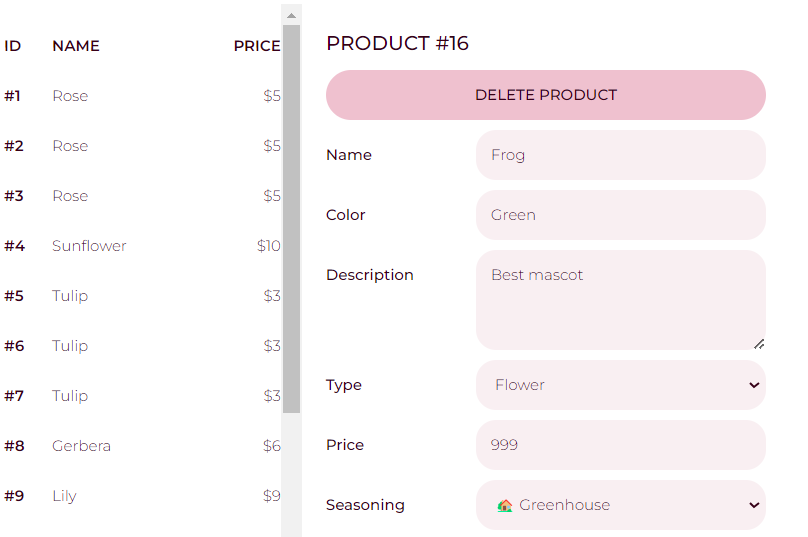 ID NAME PRICE
#1 Rose $5
#2 Rose $5
#3 Rose $5
#4 Sunflower $10
#5 Tulip $3
#6 Tulip $3
#7 Tulip $3
#8 Gerbera $6
#9 Lily $9
PRODUCT #16
DELETE PRODUCT
Name Frog
Color Green
Description Best mascot
Type Flower
Price 999
Seasoning Greenhouse